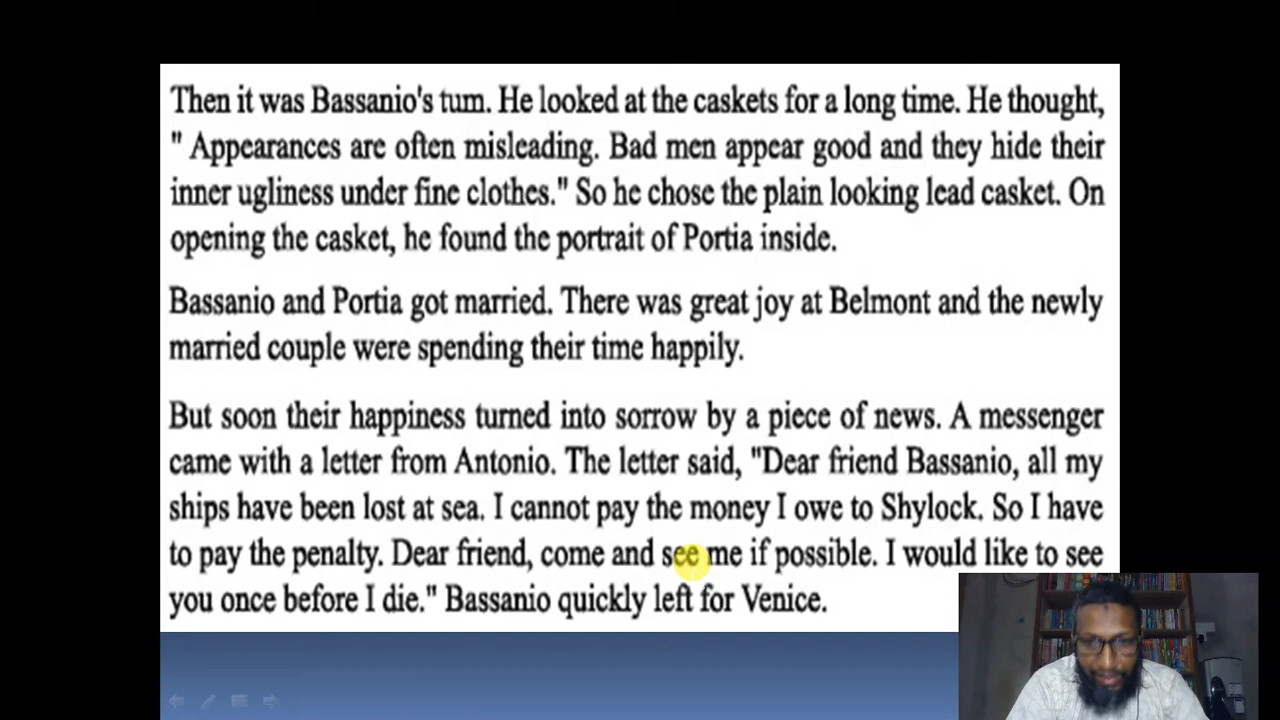 Then it was Bassanio's tum. He looked at the caskets for a long time. He thought,
" Appearances are often misleading. Bad men appear good and they hide their
inner ugliness under fine clothes." So he chose the plain looking lead casket. On
opening the casket, he found the portrait of Portia inside.
Bassanio and Portia got married. There was great joy at Belmont and the newly
married couple were spending their time happily.
But soon their happiness turned into sorrow by a piece of news. A messenger
came with a letter from Antonio. The letter said, "Dear friend Bassanio, all my
ships have been lost at sea. I cannot pay the money I owe to Shylock. So I have
to pay the penalty. Dear friend, come and see me if possible. I would like to see
you once before I die." Bassanio quickly left for Venice.